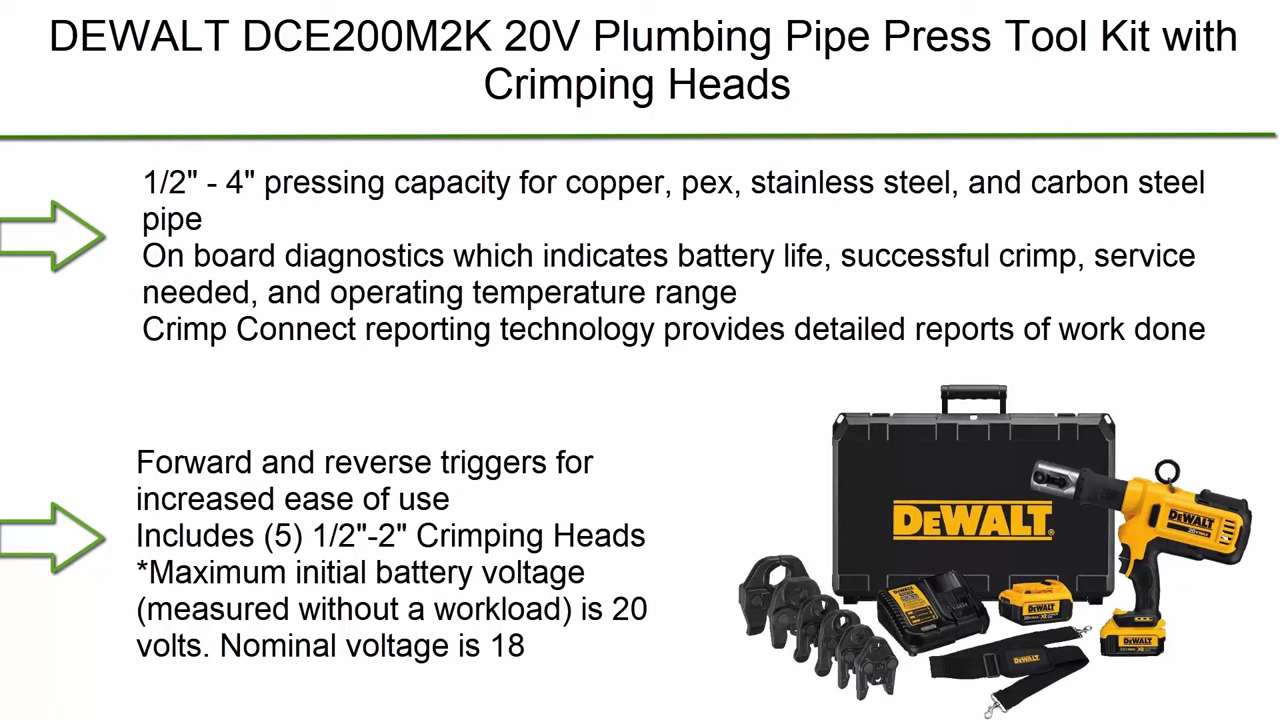 DEWALT DCE200M2K 20V Plumbing Pipe Press Tool Kit with
Crimping Heads
1/2" - 4" pressing capacity for copper, pex, stainless steel, and carbon steel
pipe
On board diagnostics which indicates battery life, successful crimp, service
needed, and operating temperature range
Crimp Connect reporting technology provides detailed reports of work done
Forward and reverse triggers for
increased ease of use
Includes (5) 1/2"-2" Crimping Heads
*Maximum initial battery voltage
(measured without a workload) is 20
volts. Nominal voltage is 18
DEWALT
DEWALT
DEWALT
DEWALT
DEWALT
DEWALT